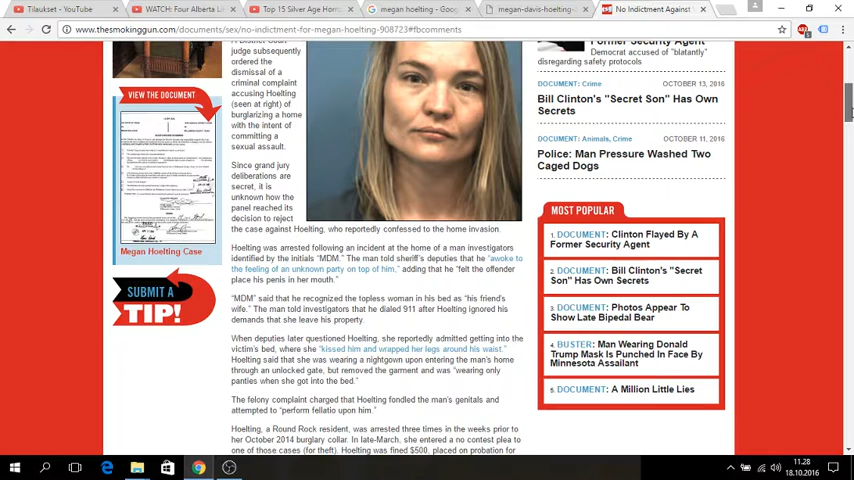 Tilaukset - YouTube
WATCH: Four Alabama Li
Top 15 Silver Age Horro
megan hoelting - Goog
megan-davis-hoelting-
No Indictment Against
www.thesmokinggun.com/documents/sex/no-indictment-for-megan-hoelting-908723#fbcomments
judge subsequently
ordered the
dismissal of a
criminal complaint
accusing Hoelting
(seen at right) of
burglarizing a home
with the intent of
committing a
sexual assault.
Since grand jury
deliberations are
secret, it is
unknown how the
panel reached its
decision to reject
the case against Hoelting, who reportedly confessed to the home invasion.
Hoelting was arrested following an incident at the home of a man investigators
identified by the initials “MDM.” The man told sheriff’s deputies that he “awoke to
the feeling of an unknown party on top of him,” adding that he “felt the offender
place his penis in her mouth.”
“MDM” said that he recognized the topless woman in his bed as “his friend’s
wife.” The man told investigators that he dialed 911 after Hoelting ignored his
demands that she leave his property.
When deputies later questioned Hoelting, she reportedly admitted getting into the
victim’s bed, where she “kissed him and wrapped her legs around his waist.”
Hoelting said that she was wearing a nightgown upon entering the man’s home
through an unlocked gate, but removed the garment and was “wearing only
panties when she got into the bed.”
The felony complaint charged that Hoelting fondled the man’s genitals and
attempted to “perform fellatio upon him.”
Hoelting, a Round Rock resident, was arrested three times in the weeks prior to
her October 2014 burglary collar. In late-March, she entered a no contest plea to
one of those cases (for theft). Hoelting was fined $500, placed on probation for
VIEW THE DOCUMENT
Megan Hoelting Case
SUBMIT A
TIP!
Former Security Agent
Democrat accused of "blatantly"
disregarding safety protocols
DOCUMENT: Crime OCTOBER 13, 2016
Bill Clinton's "Secret Son" Has Own
Secrets
DOCUMENT: Animals, Crime OCTOBER 11, 2016
Police: Man Pressure Washed Two
Caged Dogs
MOST POPULAR
1. DOCUMENT: Clinton Flayed By A
Former Security Agent
2. DOCUMENT: Bill Clinton's "Secret
Son" Has Own Secrets
3. DOCUMENT: Photos Appear To
Show Late Bipedal Bear
4. BUSTER: Man Wearing Donald
Trump Mask Is Punched In Face By
Minnesota Assailant
5. DOCUMENT: A Million Little Lies
11.28
18.10.2016